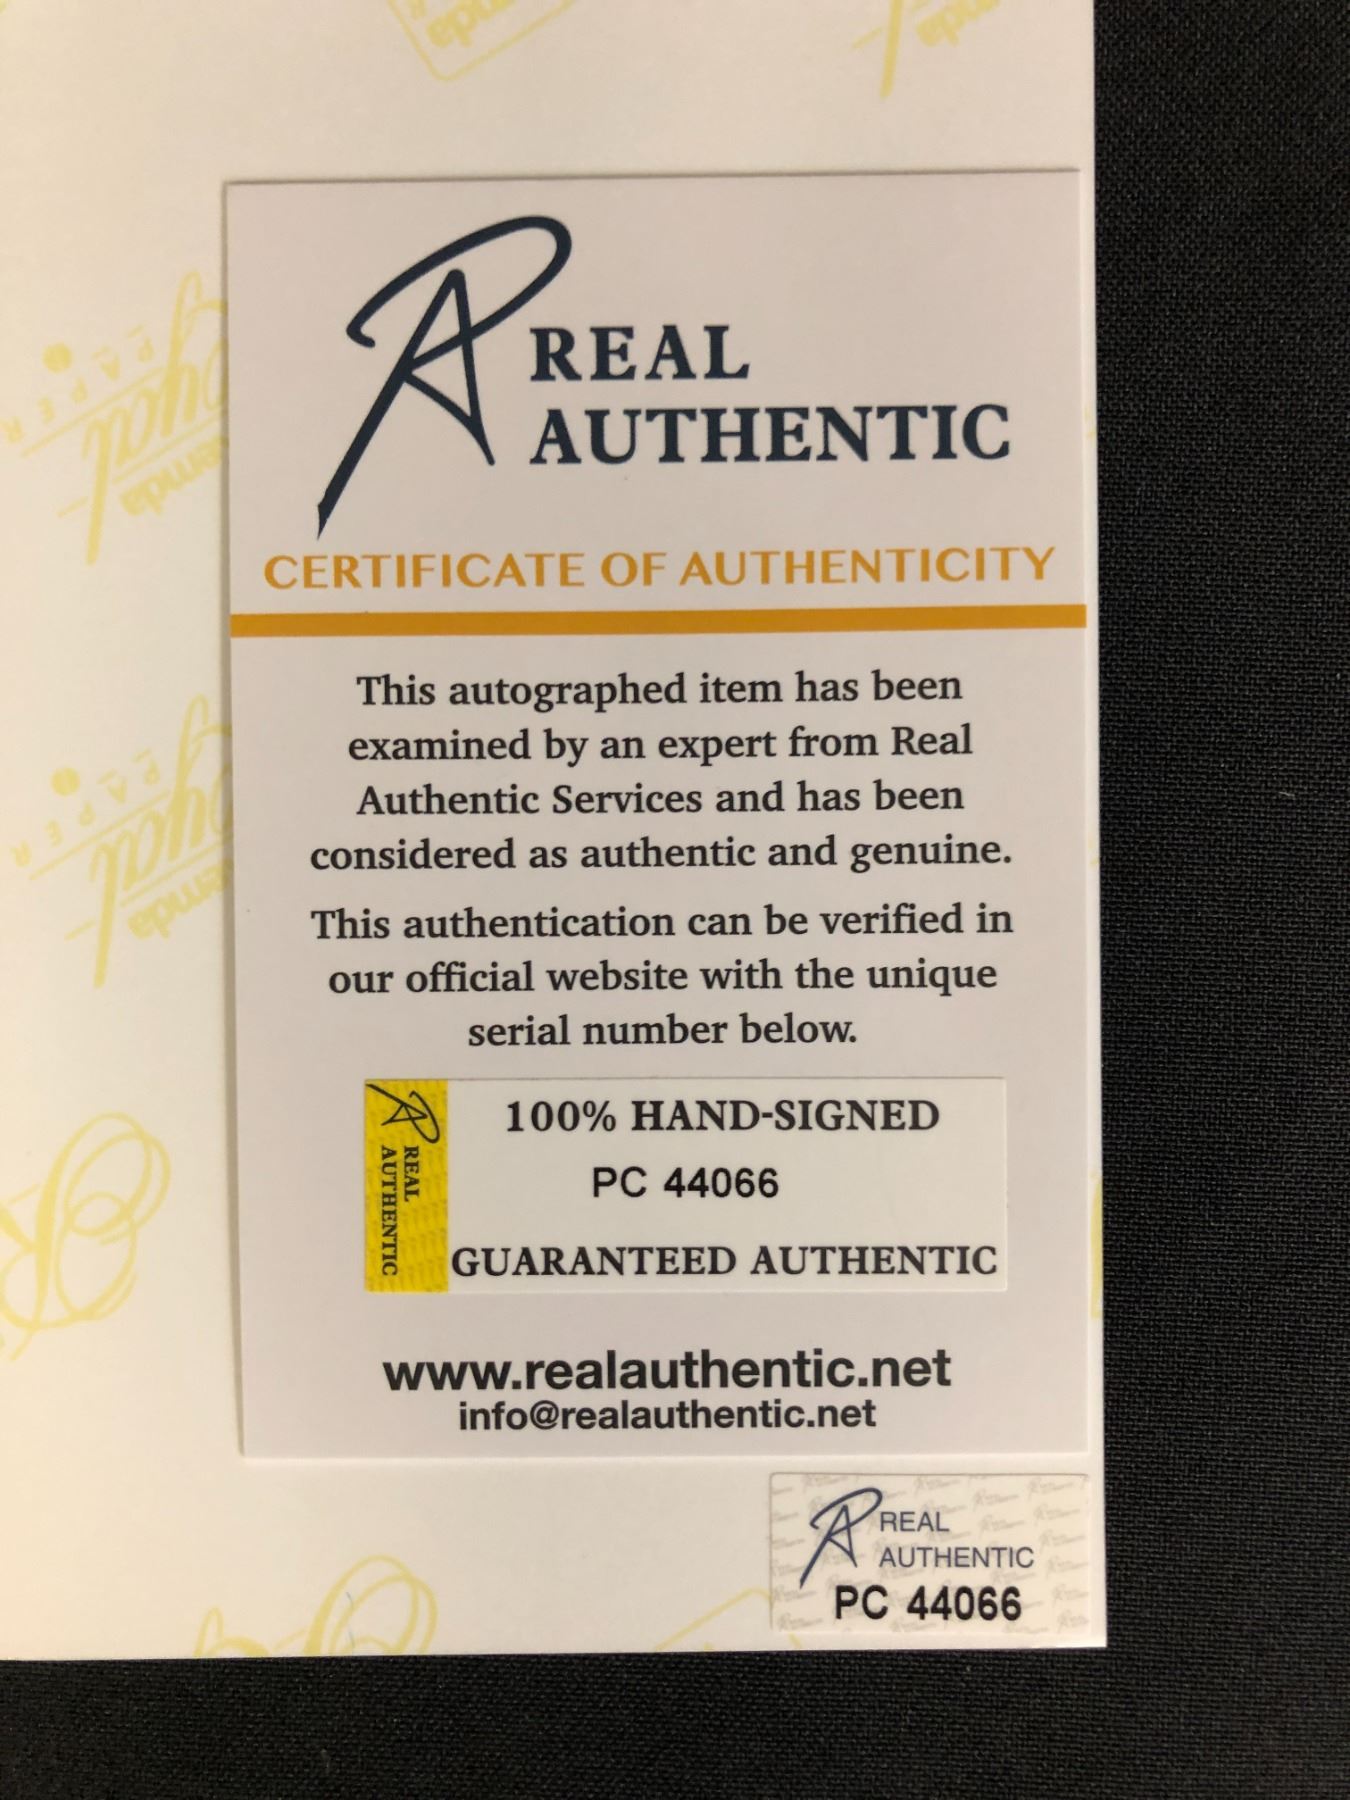 REAL
AUTHENTIC
CERTIFICATE OF AUTHENTICITY
This autographed item has been
examined by an expert from Real
Authentic Services and has been
considered as authentic and genuine.
This authentication can be verified in
our official website with the unique
serial number below.
REAL
AUTHENTIC
100% HAND-SIGNED
PC 44066
GUARANTEED AUTHENTIC
www.realauthentic.net
info@realauthentic.net
REAL
AUTHENTIC
PC 44066
PAPER
PAPER